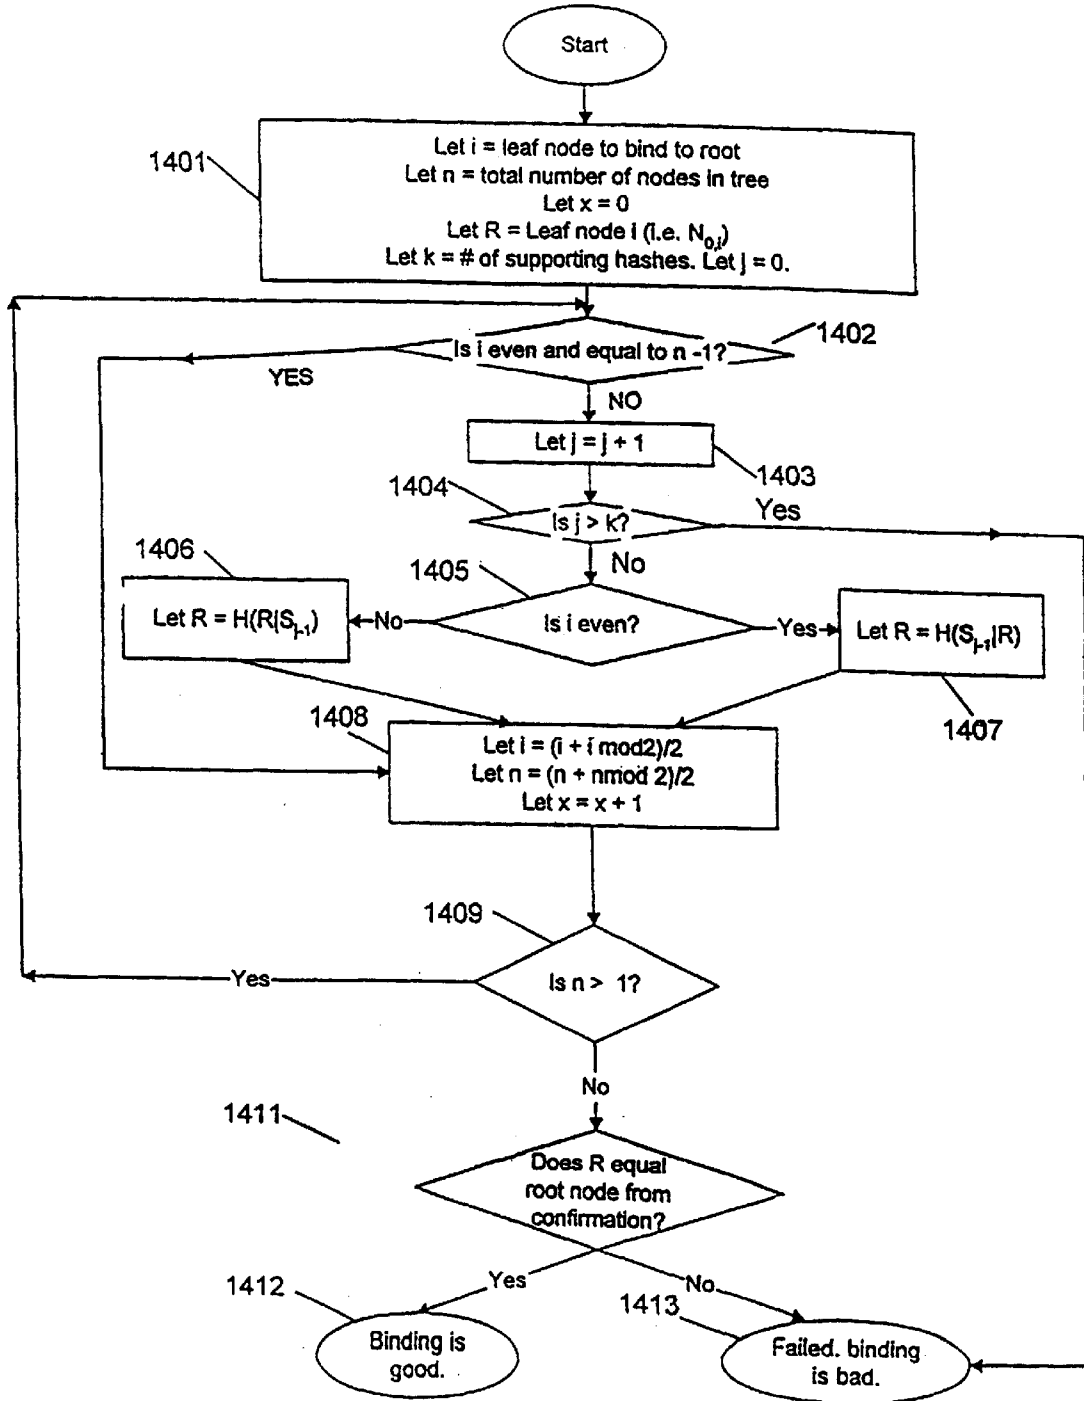 Start
1401
Let i = leaf node to bind to root
Let n = total number of nodes in tree
Let x = 0
Let R = Leaf node i (i.e. N0,i)
Let k = # of supporting hashes. Let j = 0.
1402
Is i even and equal to n -1?
YES
NO
Let j = j + 1
1403
1404
Is j > k?
Yes
No
1406
1405
Let R = H(R|Sj-1)
No
Is i even?
Yes
Let R = H(Sj-1|R)
1407
1408
Let i = (i + i mod2)/2
Let n = (n + nmod 2)/2
Let x = x + 1
1409
Is n > 1?
Yes
No
1411
Does R equal
root node from
confirmation?
Yes
No
1412
1413
Binding is
good.
Failed. binding
is bad.